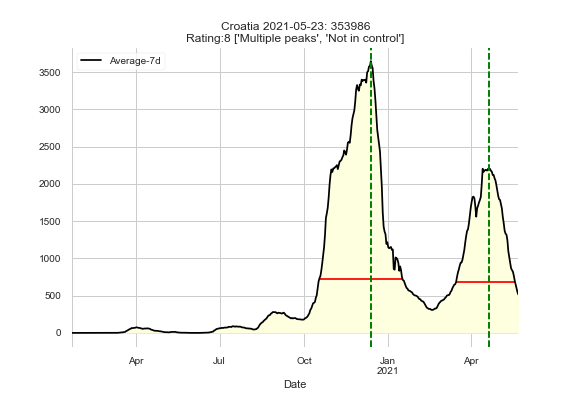 Croatia 2021-05-23: 353986
Rating:8 ['Multiple peaks', 'Not in control']
Average-7d
3500
3000
2500
2000
1500
1000
500
0
Apr
Jul
Oct
Jan
2021
Apr
Date